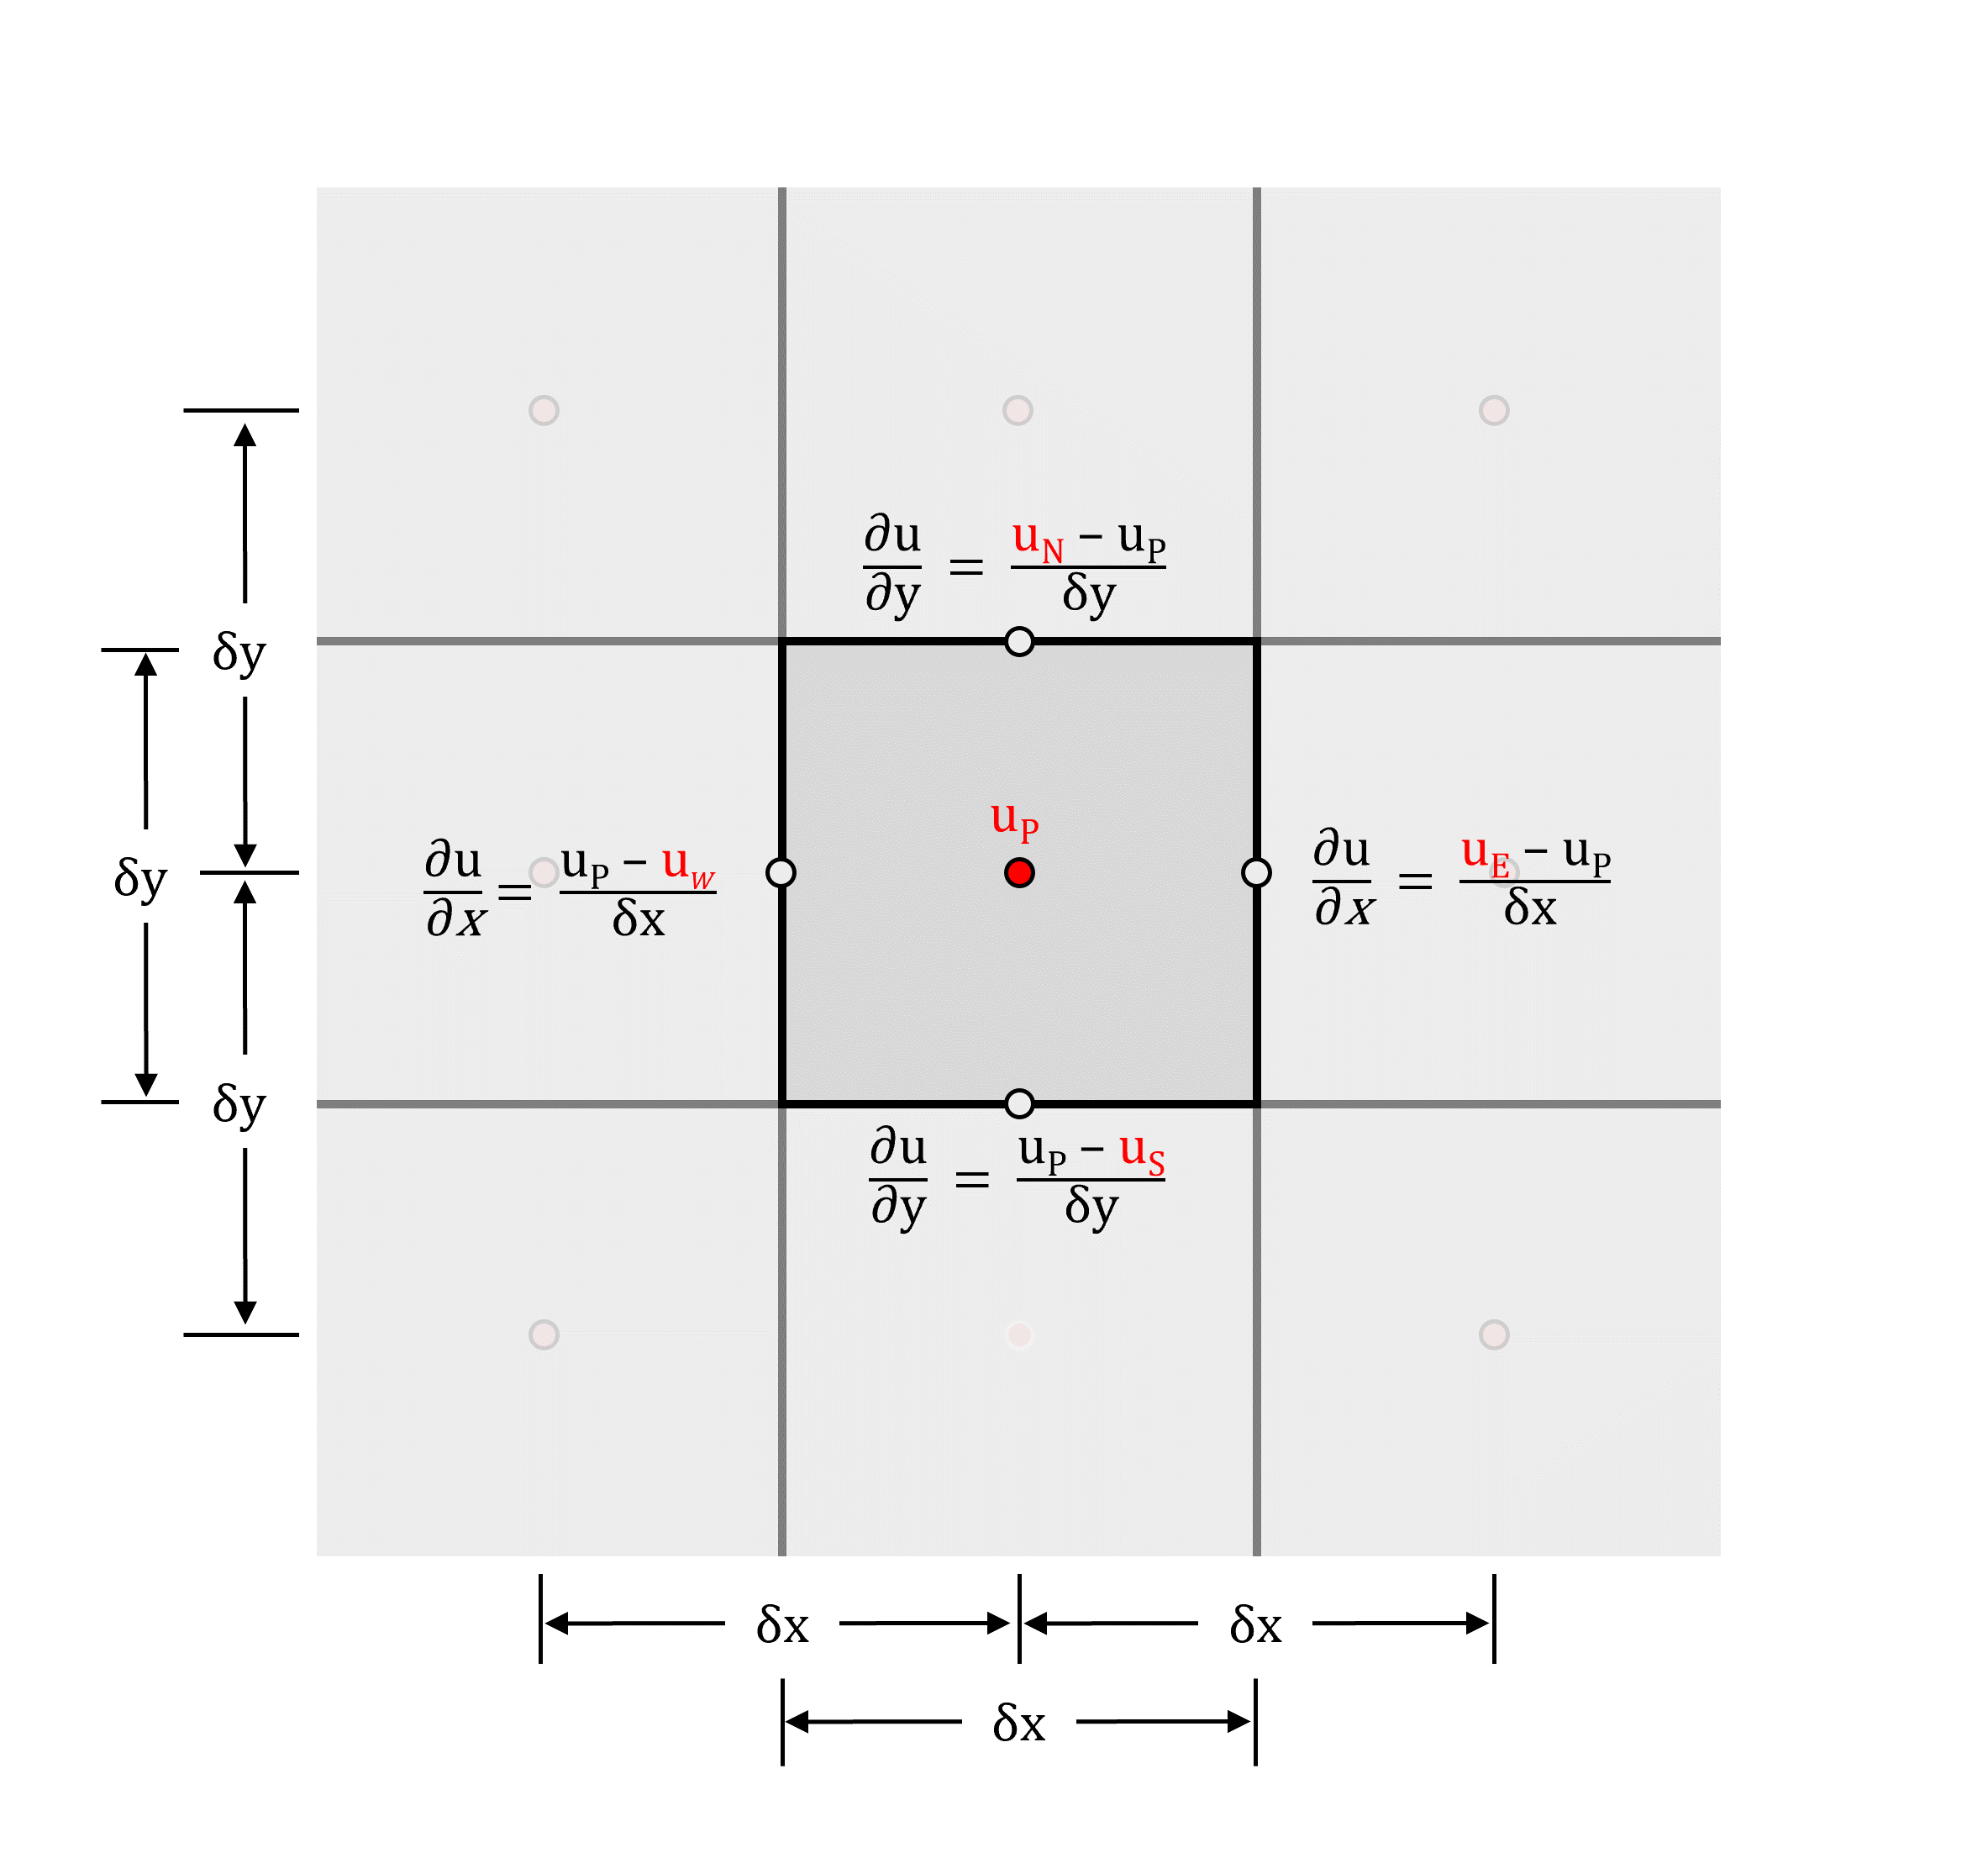 ∂u/∂y = (u_N – u_P)/δy
δy
δy
u_P
∂u/∂x = (u_P – u_W)/δx
∂u/∂x = (u_E – u_P)/δx
δy
∂u/∂y = (u_P – u_S)/δy
δx
δx
δx